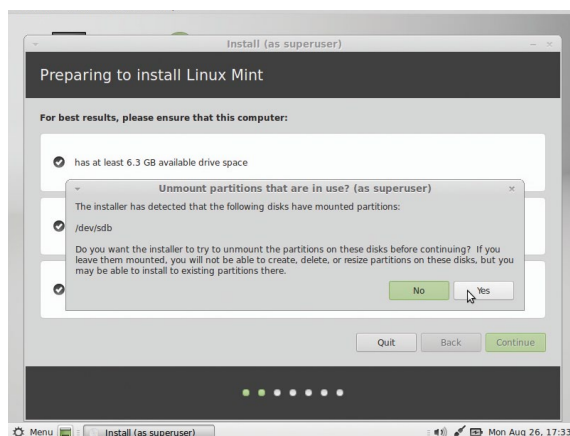 Install (as superuser)
Preparing to install Linux Mint
For best results, please ensure that this computer:
has at least 6.3 GB available drive space
Unmount partitions that are in use? (as superuser)
The installer has detected that the following disks have mounted partitions:
/dev/sdb
Do you want the installer to try to unmount the partitions on these disks before continuing?  If you
leave them mounted, you will not be able to create, delete, or resize partitions on these disks, but you
may be able to install to existing partitions there.
No Yes
Quit Back Continue
Menu Install (as superuser) Mon Aug 26, 17:33